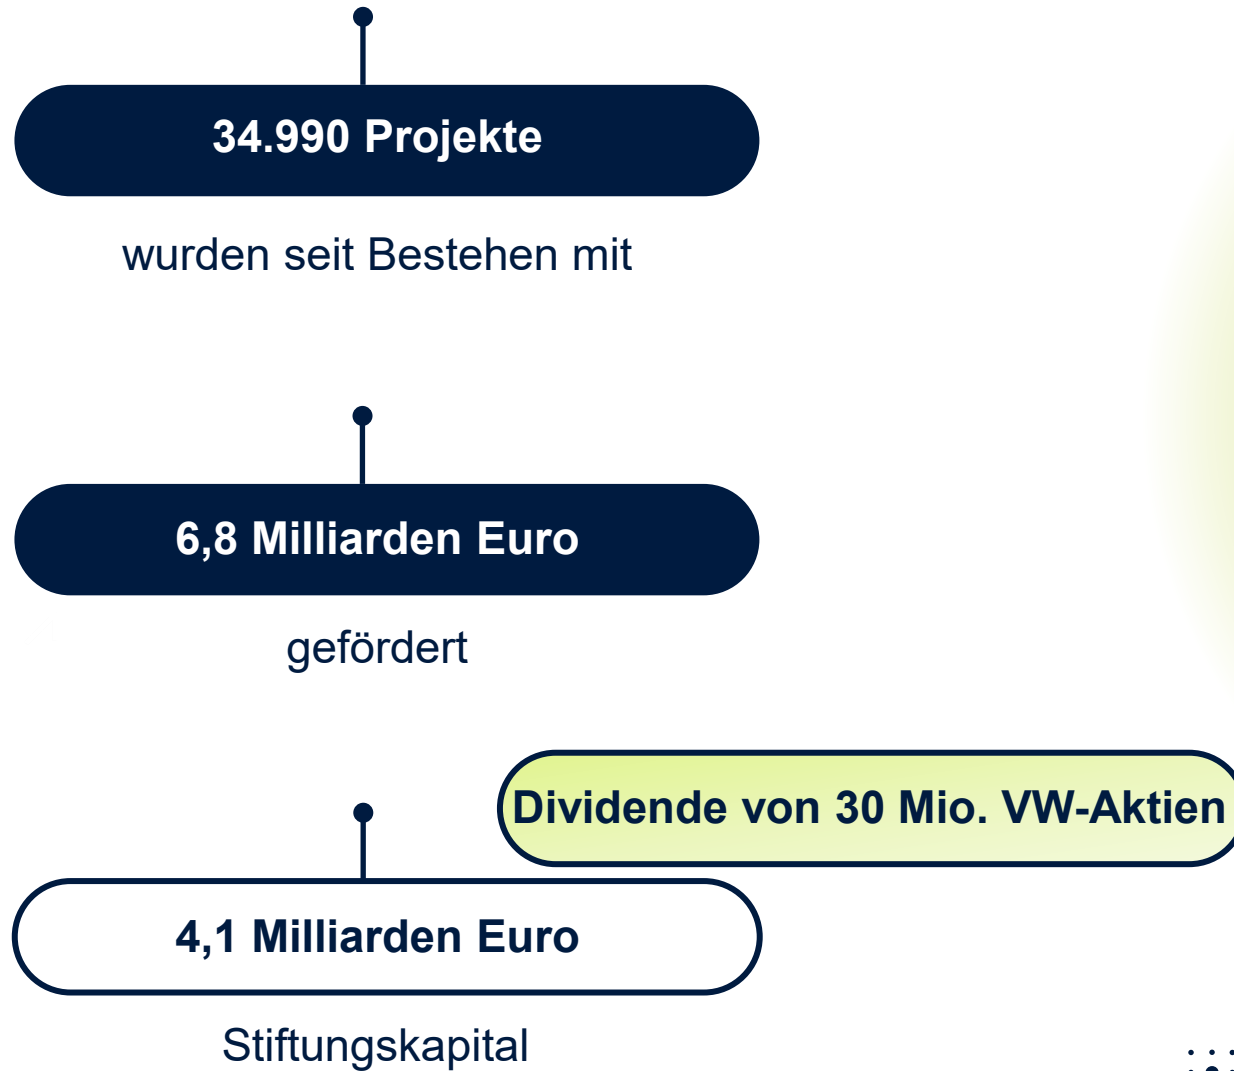 34.990 Projekte
wurden seit Bestehen mit
6,8 Milliarden Euro
gefördert
Dividende von 30 Mio. VW-Aktien
4,1 Milliarden Euro
Stiftungskapital